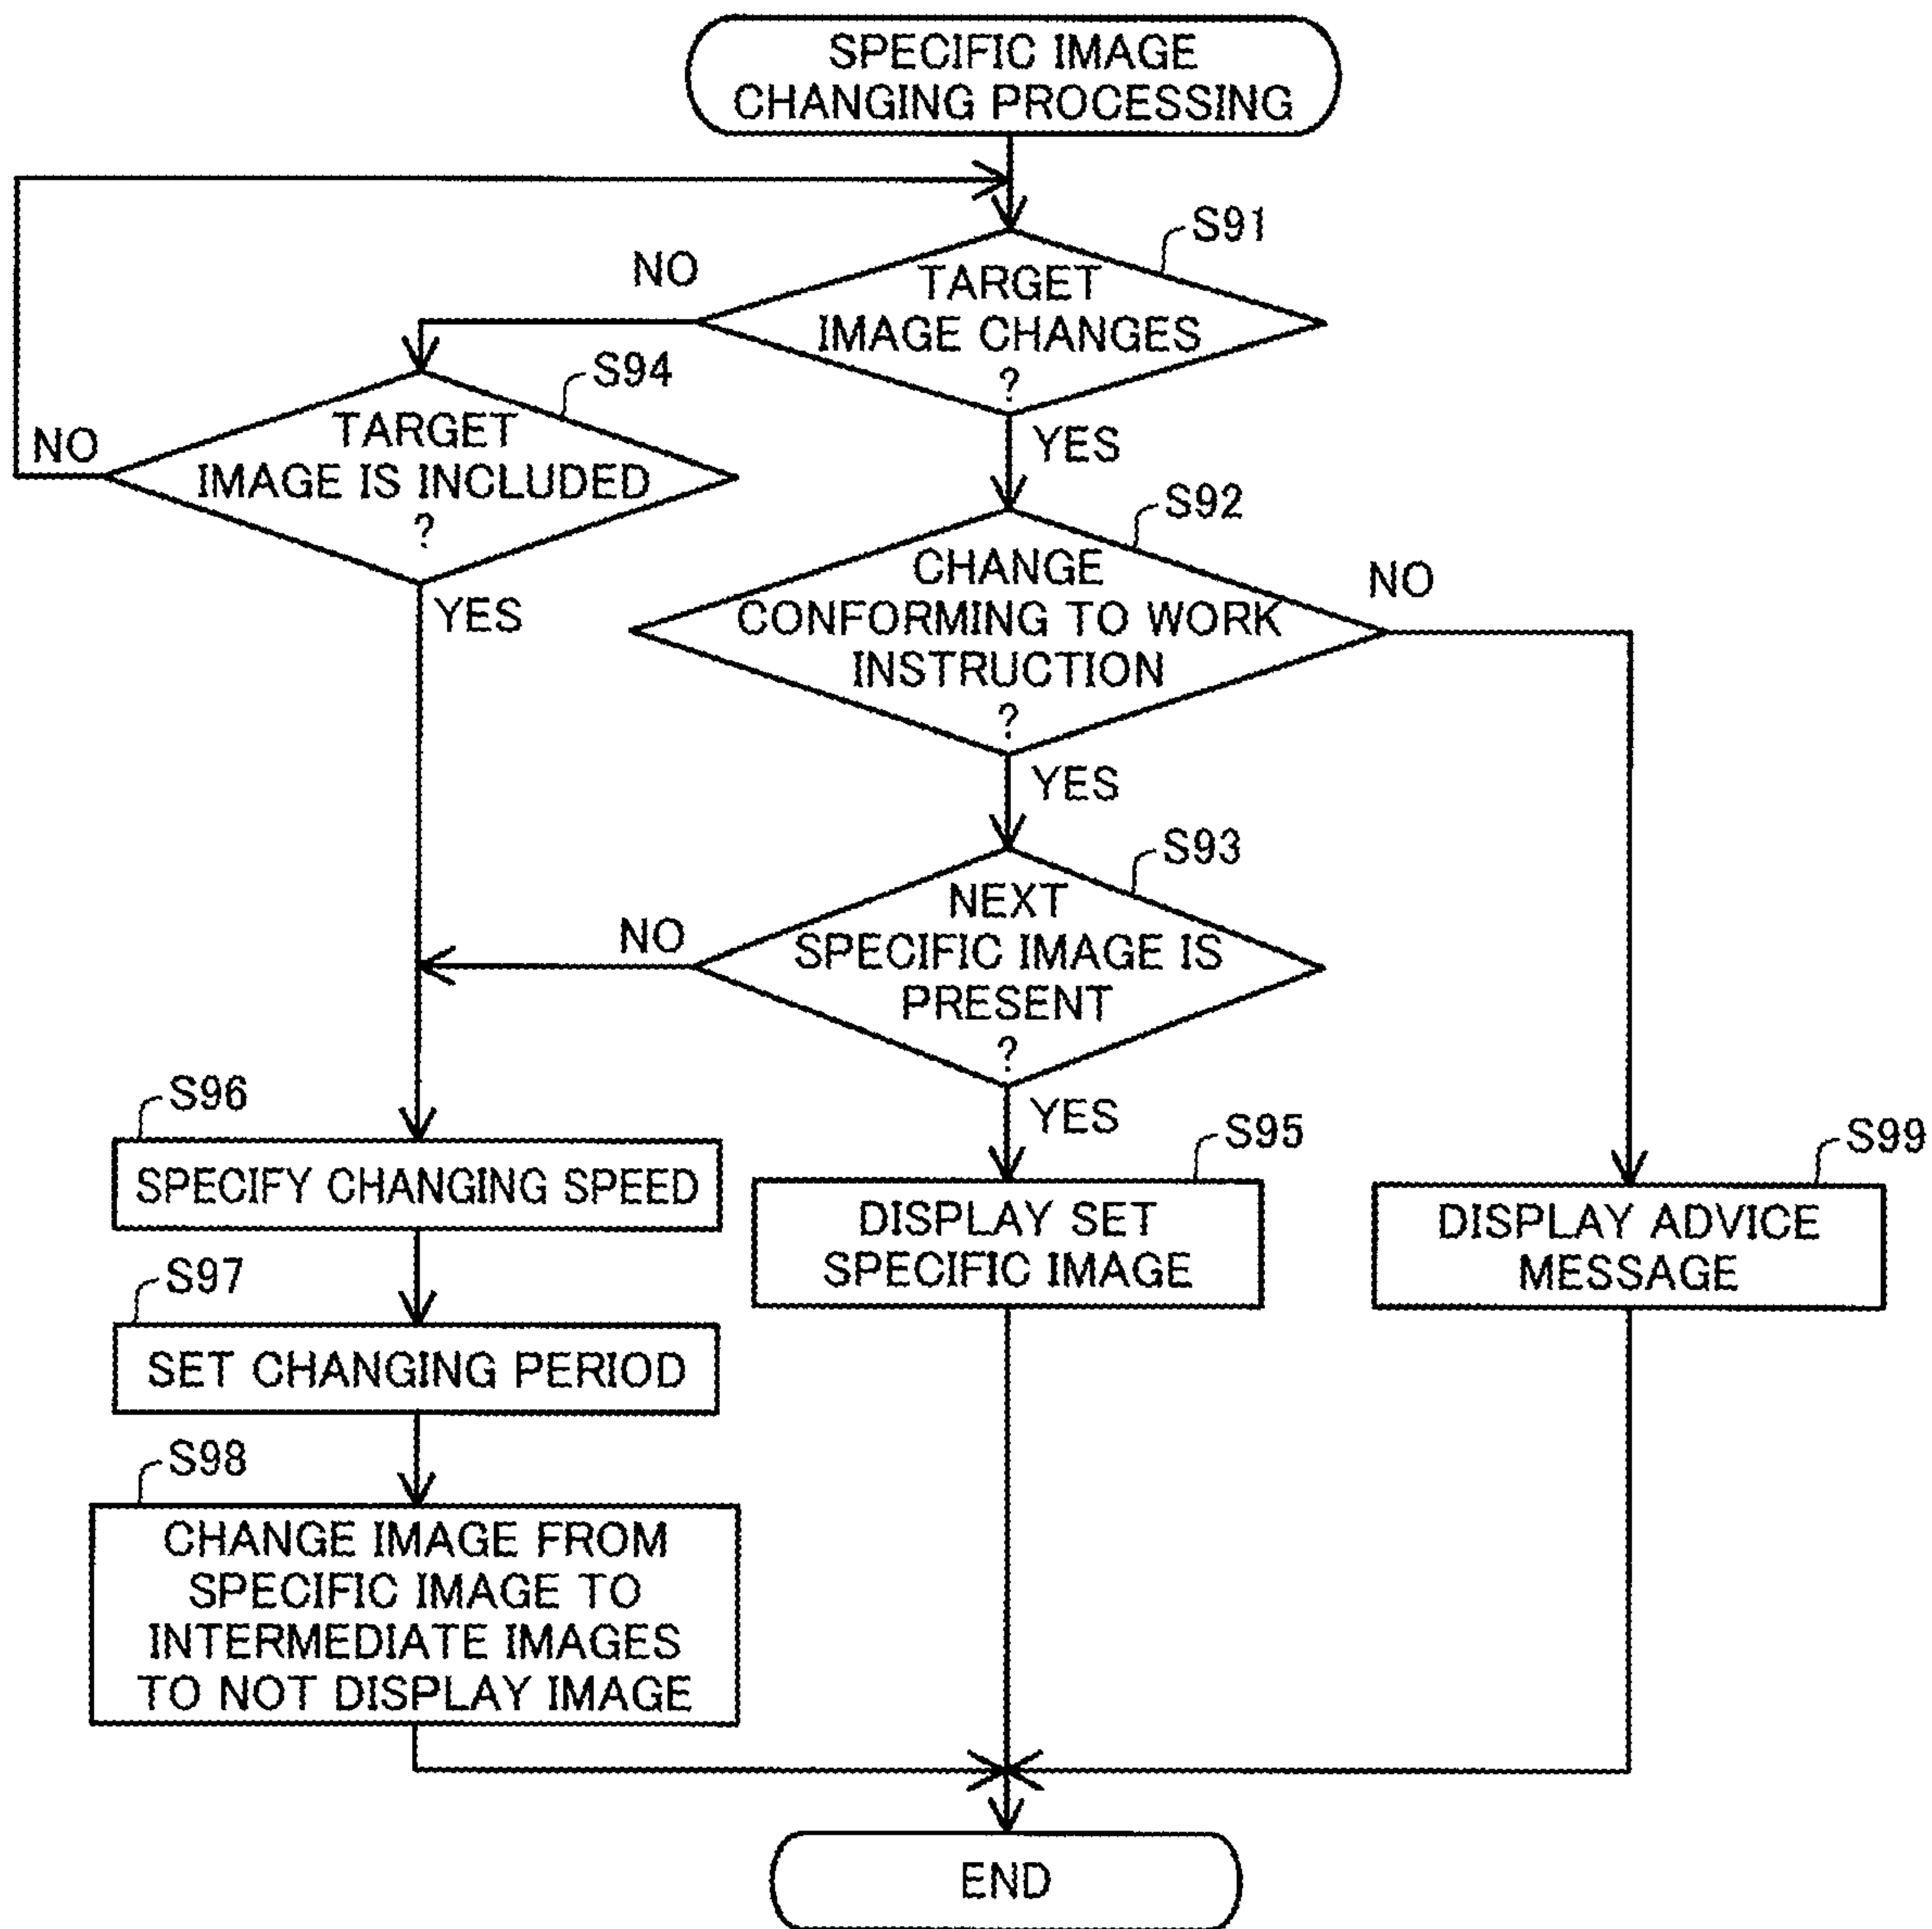 SPECIFIC IMAGE
CHANGING PROCESSING
S91
NO
TARGET
IMAGE CHANGES
?
YES
S94
NO
TARGET
IMAGE IS INCLUDED
?
YES
S92
CHANGE
CONFORMING TO WORK
INSTRUCTION
?
NO
YES
S93
NEXT
SPECIFIC IMAGE IS
PRESENT
?
NO
YES
S96
SPECIFY CHANGING SPEED
S95
DISPLAY SET
SPECIFIC IMAGE
S99
DISPLAY ADVICE
MESSAGE
S97
SET CHANGING PERIOD
S98
CHANGE IMAGE FROM
SPECIFIC IMAGE TO
INTERMEDIATE IMAGES
TO NOT DISPLAY IMAGE
END